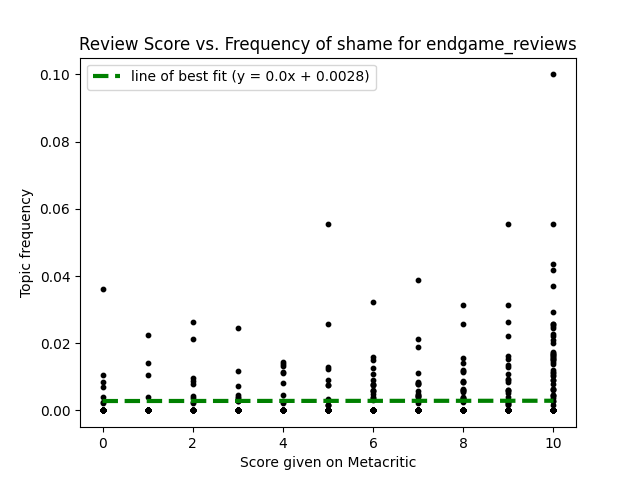 Review Score vs. Frequency of shame for endgame_reviews
line of best fit (y = 0.0x + 0.0028)
0.10
0.08
0.06
0.04
0.02
0.00
Topic frequency
0 2 4 6 8 10
Score given on Metacritic